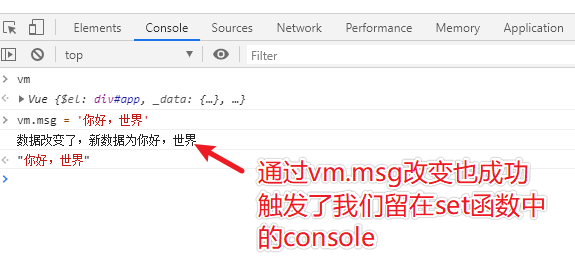 Elements Console Sources Network Performance
top Filter
> vm
<· ▶ Vue {$el: div#app, _data: {…}, …}
> vm.msg = '你好，世界'
数据改变了，新数据为你好，世界
<· "你好，世界"
>
通过vm.msg改变也成功
触发了我们留在set函数中
的console